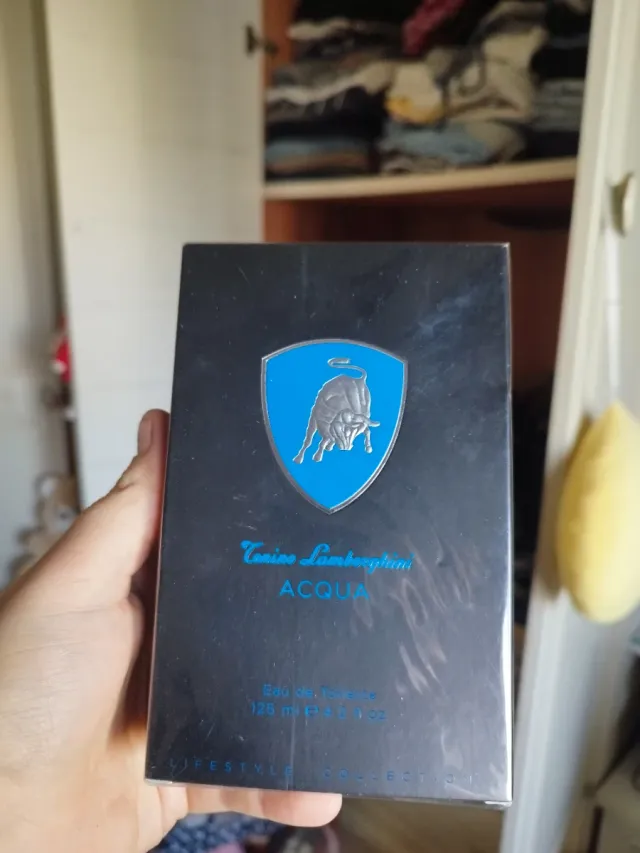 Tonino Lamborghini
ACQUA
Eau de Toilette
125 ml e 4.2 fl oz
LIFESTYLE COLLECTION